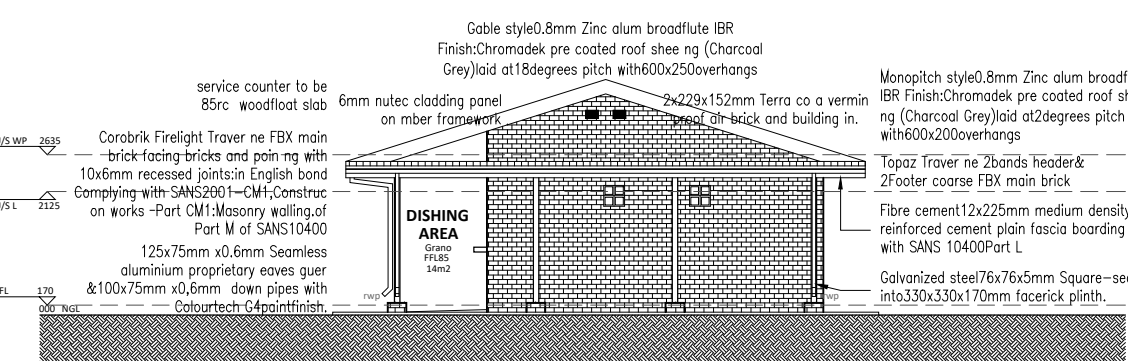 Gable style0.8mm Zinc alum broadflute IBR
Finish:Chromadek pre coated roof shee ng (Charcoal
Grey)laid at18degrees pitch with600x250overhangs
service counter to be
85rc woodfloat slab
6mm nutec cladding panel
on mber framework
2x229x152mm Terra co a vermin
proof air brick and building in.
Monopitch style0.8mm Zinc alum broadf
IBR Finish:Chromadek pre coated roof sh
ng (Charcoal Grey)laid at2degrees pitch
with600x200overhangs
/S WP 2635
Corobrik Firelight Traver ne FBX main
brick facing bricks and poin ng with
10x6mm recessed joints:in English bond
Complying with SANS2001-CM1,Construc
on works -Part CM1:Masonry walling.of
Part M of SANS10400
/S L 2125
Topaz Traver ne 2bands header&
2Footer coarse FBX main brick
DISHING
AREA
Grano
FFL85
14m2
Fibre cement12x225mm medium density
reinforced cement plain fascia boarding
with SANS 10400Part L
125x75mm x0.6mm Seamless
aluminium proprietary eaves guer
&100x75mm x0,6mm down pipes with
Colourtech G4paintfinish.
Galvanized steel76x76x5mm Square-sec
into330x330x170mm facerick plinth.
FL 170
000 NGL
rwp
rwp